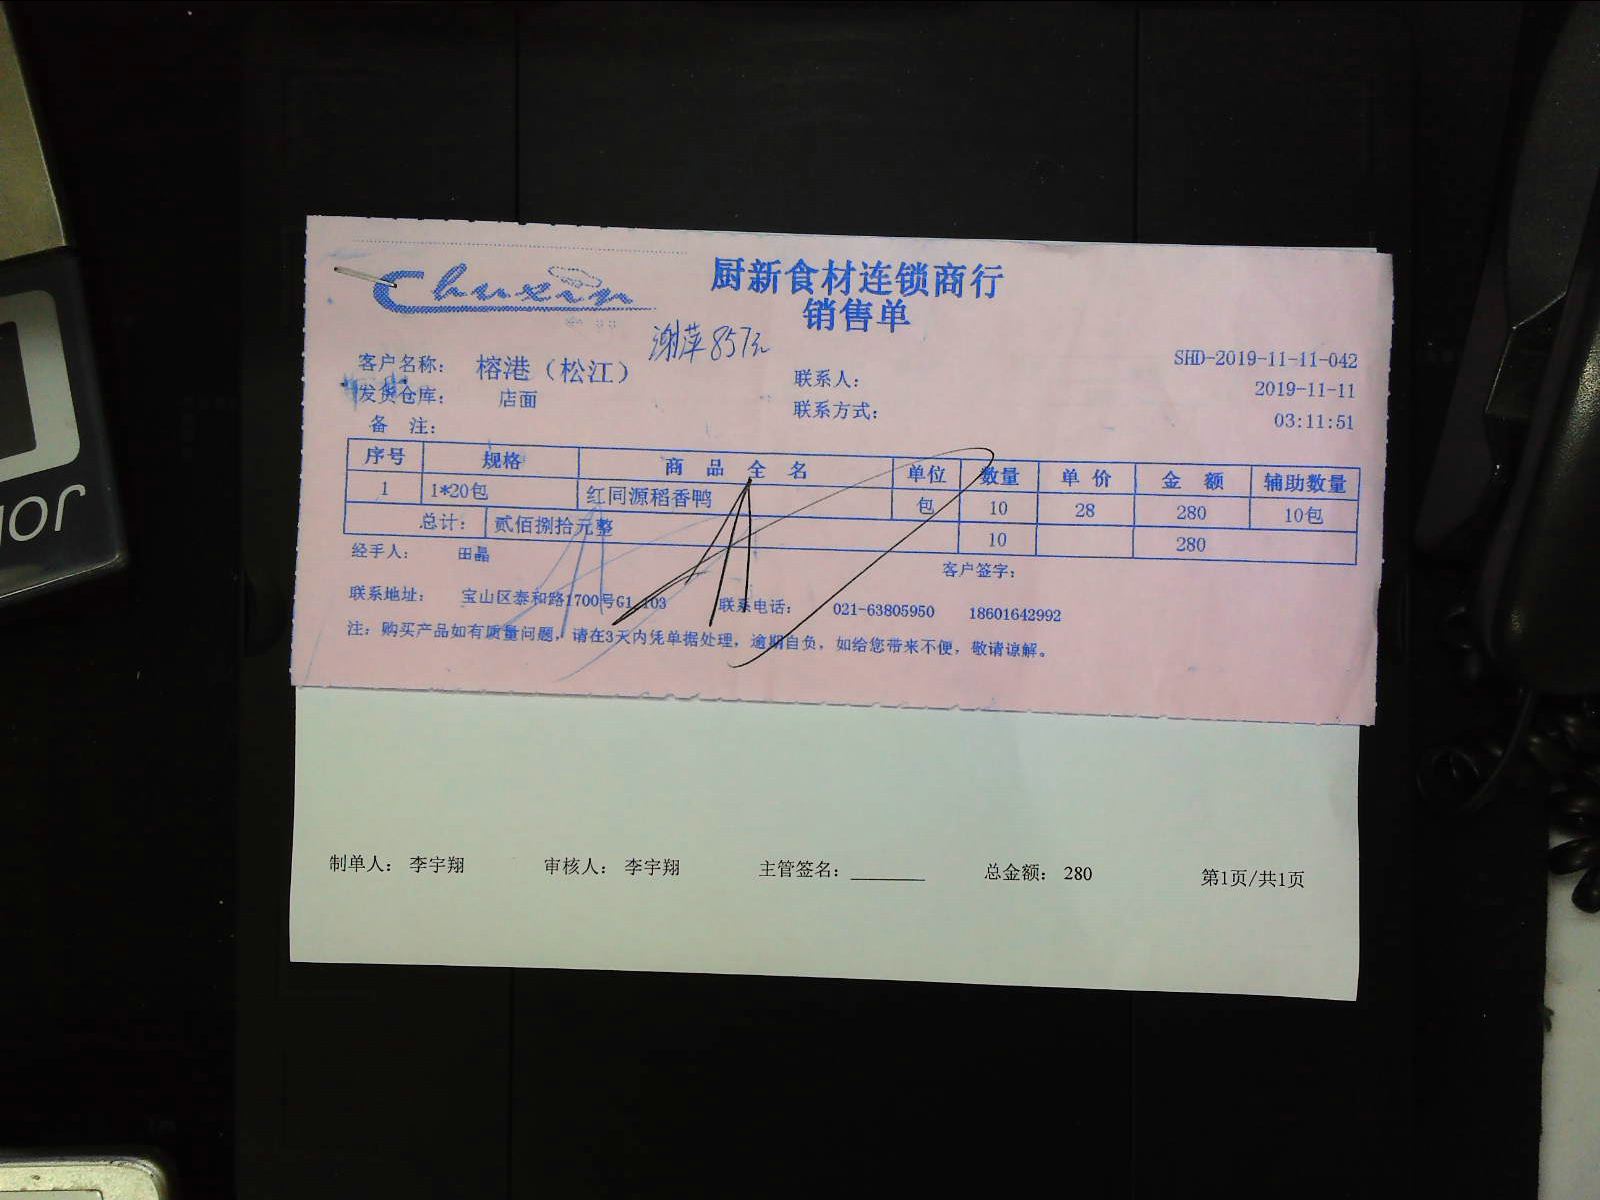 Chuxin
厨新食材连锁商行
销售单
谢萍 857元
SHD-2019-11-11-042
客户名称: 榕港（松江） 联系人: 2019-11-11
发货仓库: 店面 联系方式: 03:11:51
备 注:
序号 规格 商 品 全 名 单位 数量 单 价 金 额 辅助数量
1 1*20包 红同源稻香鸭 包 10 28 280 10包
总计: 贰佰捌拾元整 10 280
经手人: 田晶 客户签字:
联系地址: 宝山区泰和路1700号G1 103 联系电话: 021-63805950 18601642992
注: 购买产品如有质量问题, 请在3天内凭单据处理, 逾期自负, 如给您带来不便, 敬请谅解。
制单人: 李宇翔 审核人: 李宇翔 主管签名:________ 总金额: 280 第1页/共1页